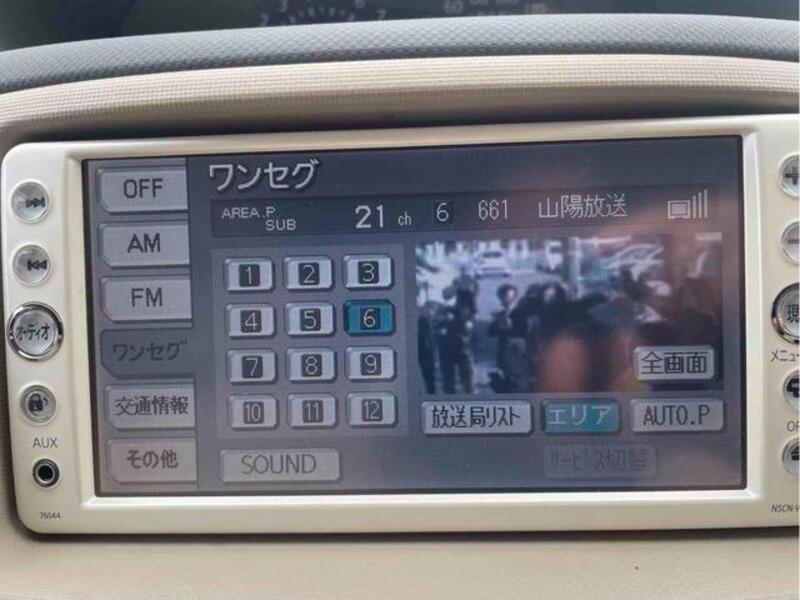 OFF
AM
FM
ワンセグ
交通情報
その他
ワンセグ
AREA.P
SUB
21 ch 6 661 山陽放送
1 2 3
4 5 6
7 8 9
10 11 12
全画面
放送局リスト エリア AUTO.P
SOUND
サービス切替
オーディオ
AUX
76044
現
メニュー
NSCN-W